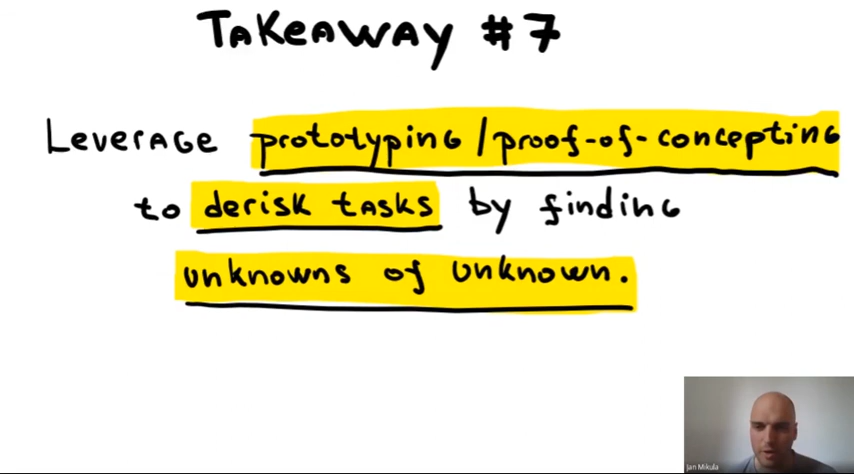 TAKEAWAY #7
Leverage prototyping/proof-of-concepting
to derisk tasks by finding
unknowns of unknown.
Jan Mikula